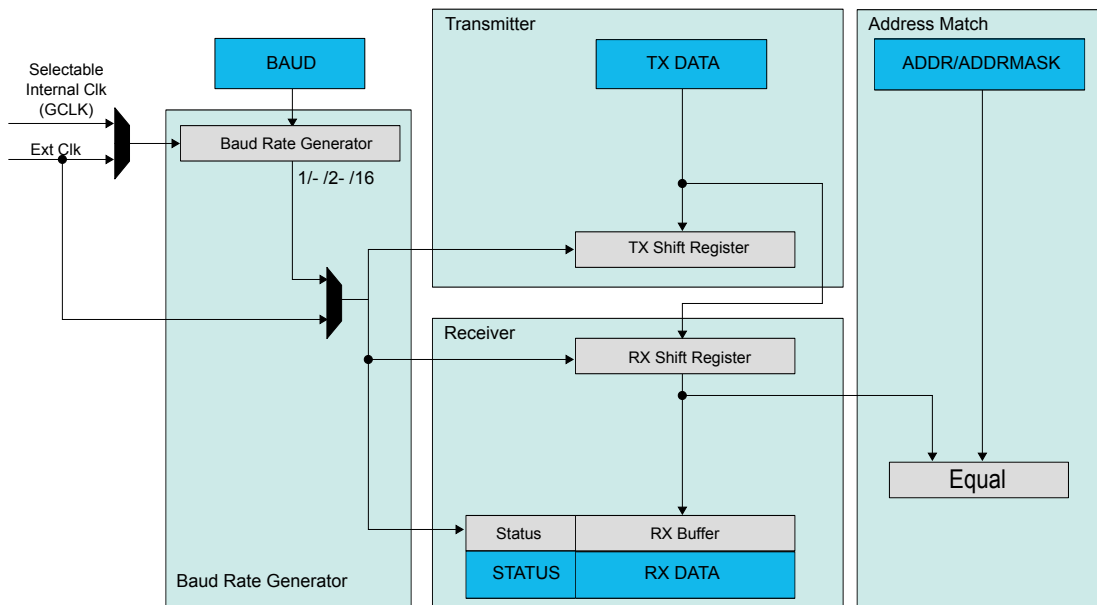 Transmitter
Address Match
BAUD
TX DATA
ADDR/ADDRMASK
Selectable
Internal Clk
(GCLK)
Ext Clk
Baud Rate Generator
1/- /2- /16
TX Shift Register
Receiver
RX Shift Register
Equal
Status
RX Buffer
STATUS
RX DATA
Baud Rate Generator